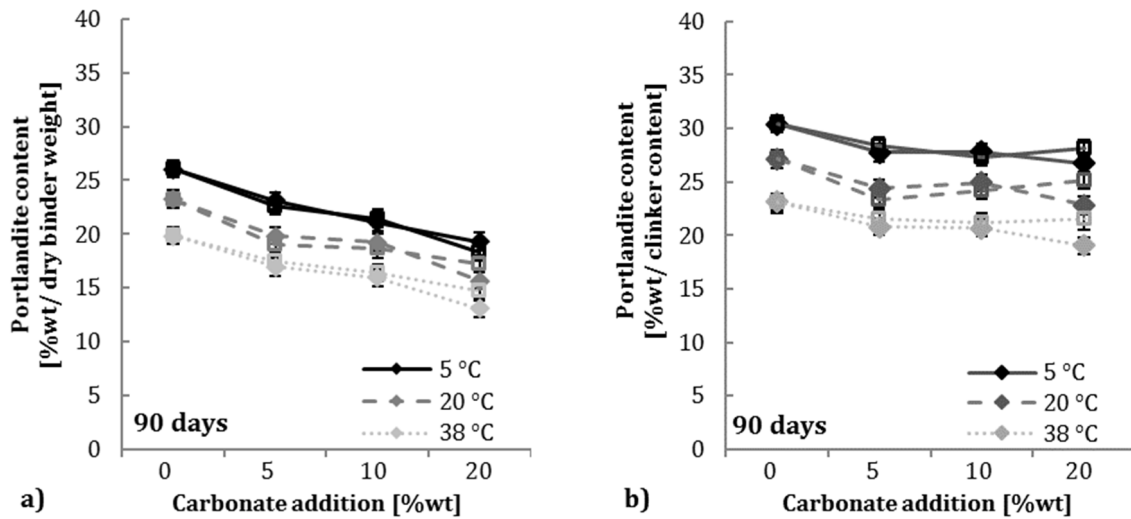 Portlandite content
[%wt/ dry binder weight]
40
35
30
25
20
15
10
5
0
5 °C
20 °C
38 °C
90 days
0 5 10 20
Carbonate addition [%wt]
a)
Portlandite content
[%wt/ clinker content]
40
35
30
25
20
15
10
5
0
5 °C
20 °C
38 °C
90 days
0 5 10 20
Carbonate addition [%wt]
b)